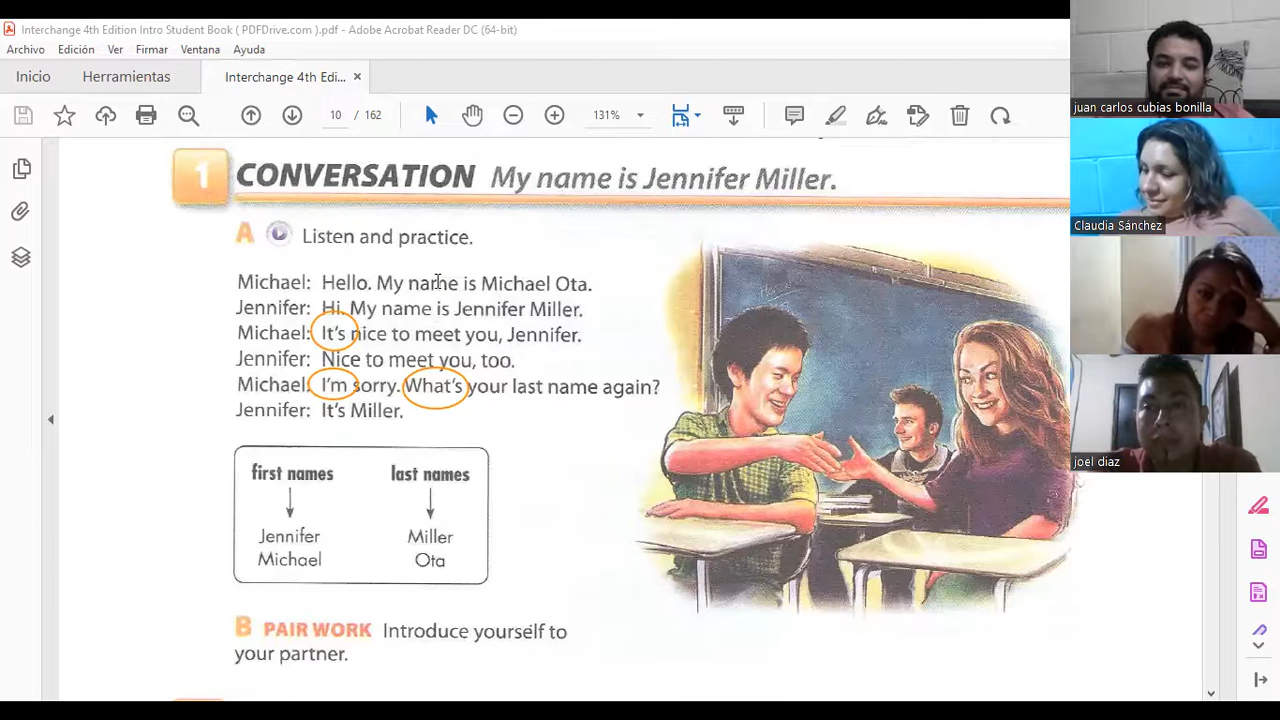 Interchange 4th Edition Intro Student Book ( PDFDrive.com ).pdf - Adobe Acrobat Reader DC (64-bit)
Archivo Edición Ver Firmar Ventana Ayuda
Inicio Herramientas Interchange 4th Edi... ×
10 / 162 131%
1 CONVERSATION My name is Jennifer Miller.
A Listen and practice.
Michael: Hello. My name is Michael Ota.
Jennifer: Hi. My name is Jennifer Miller.
Michael: It's nice to meet you, Jennifer.
Jennifer: Nice to meet you, too.
Michael: I'm sorry. What's your last name again?
Jennifer: It's Miller.
first names last names
Jennifer Miller
Michael Ota
B PAIR WORK Introduce yourself to
your partner.
juan carlos cubias bonilla
Claudia Sánchez
joel diaz